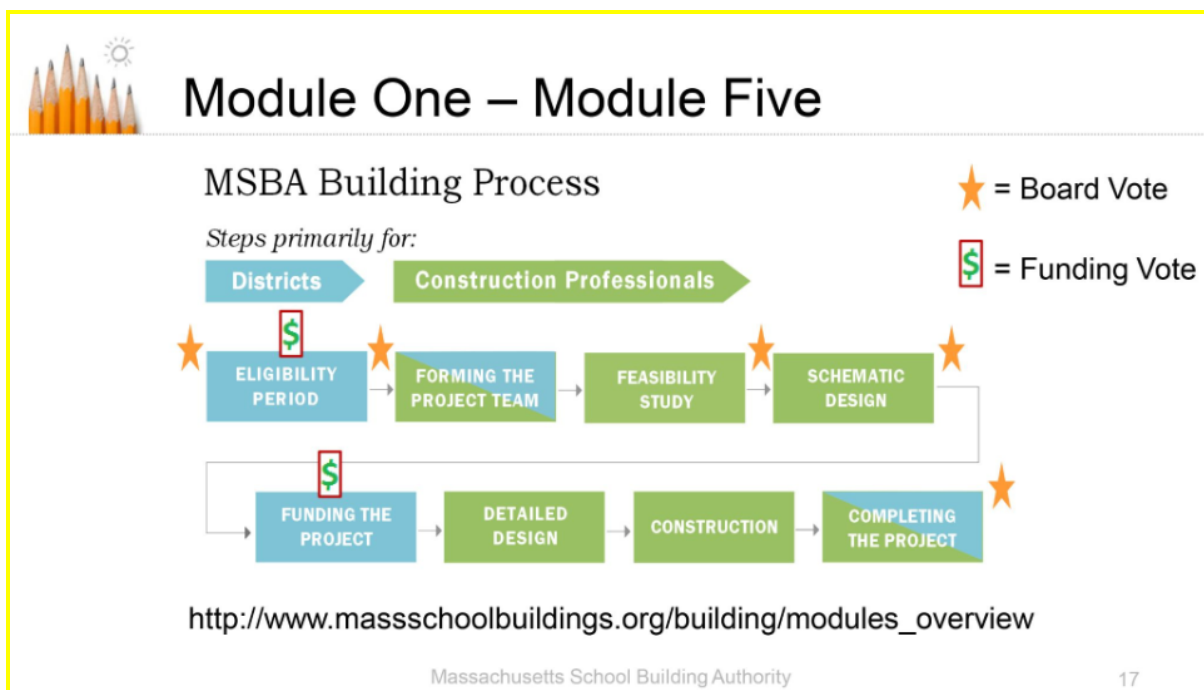 Module One – Module Five
MSBA Building Process
= Board Vote
Steps primarily for:
$ = Funding Vote
Districts
Construction Professionals
$
ELIGIBILITY
PERIOD
FORMING THE
PROJECT TEAM
FEASIBILITY
STUDY
SCHEMATIC
DESIGN
$
FUNDING THE
PROJECT
DETAILED
DESIGN
CONSTRUCTION
COMPLETING
THE PROJECT
http://www.massschoolbuildings.org/building/modules_overview
Massachusetts School Building Authority
17